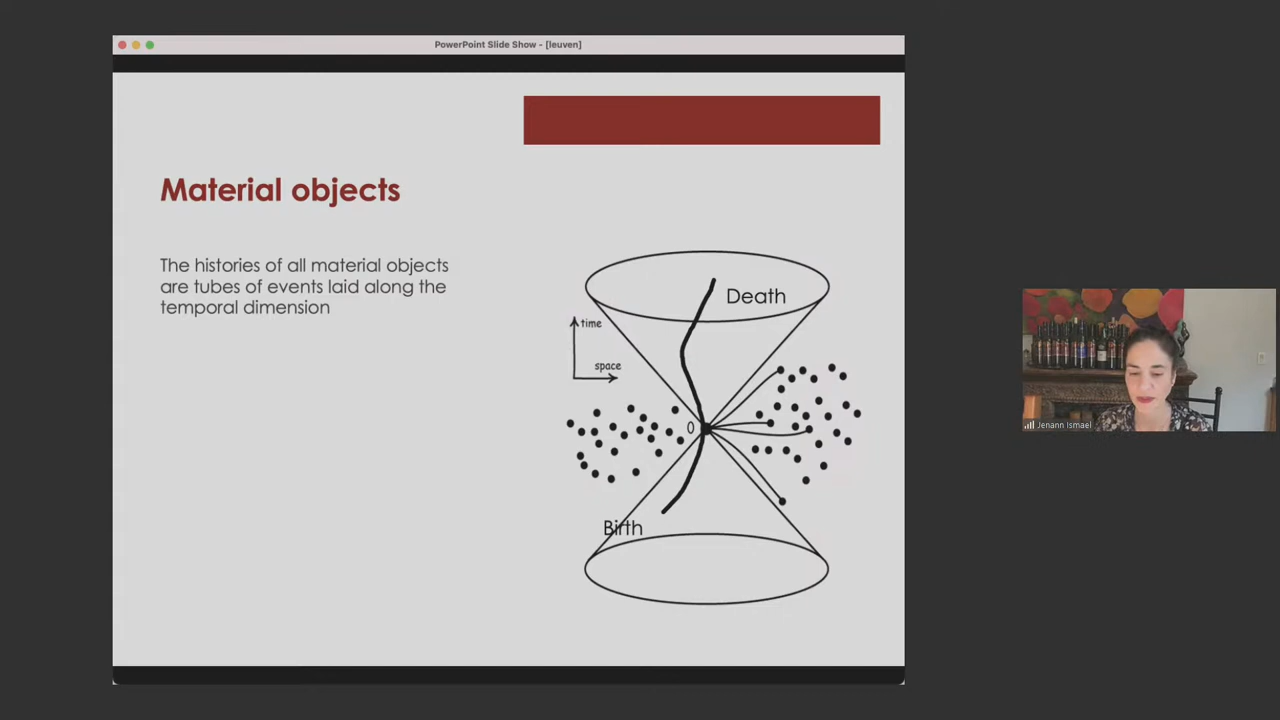 PowerPoint Slide Show - [leuven]
Material objects
The histories of all material objects
are tubes of events laid along the
temporal dimension
Death
time
space
0
Birth
Jenann Ismael